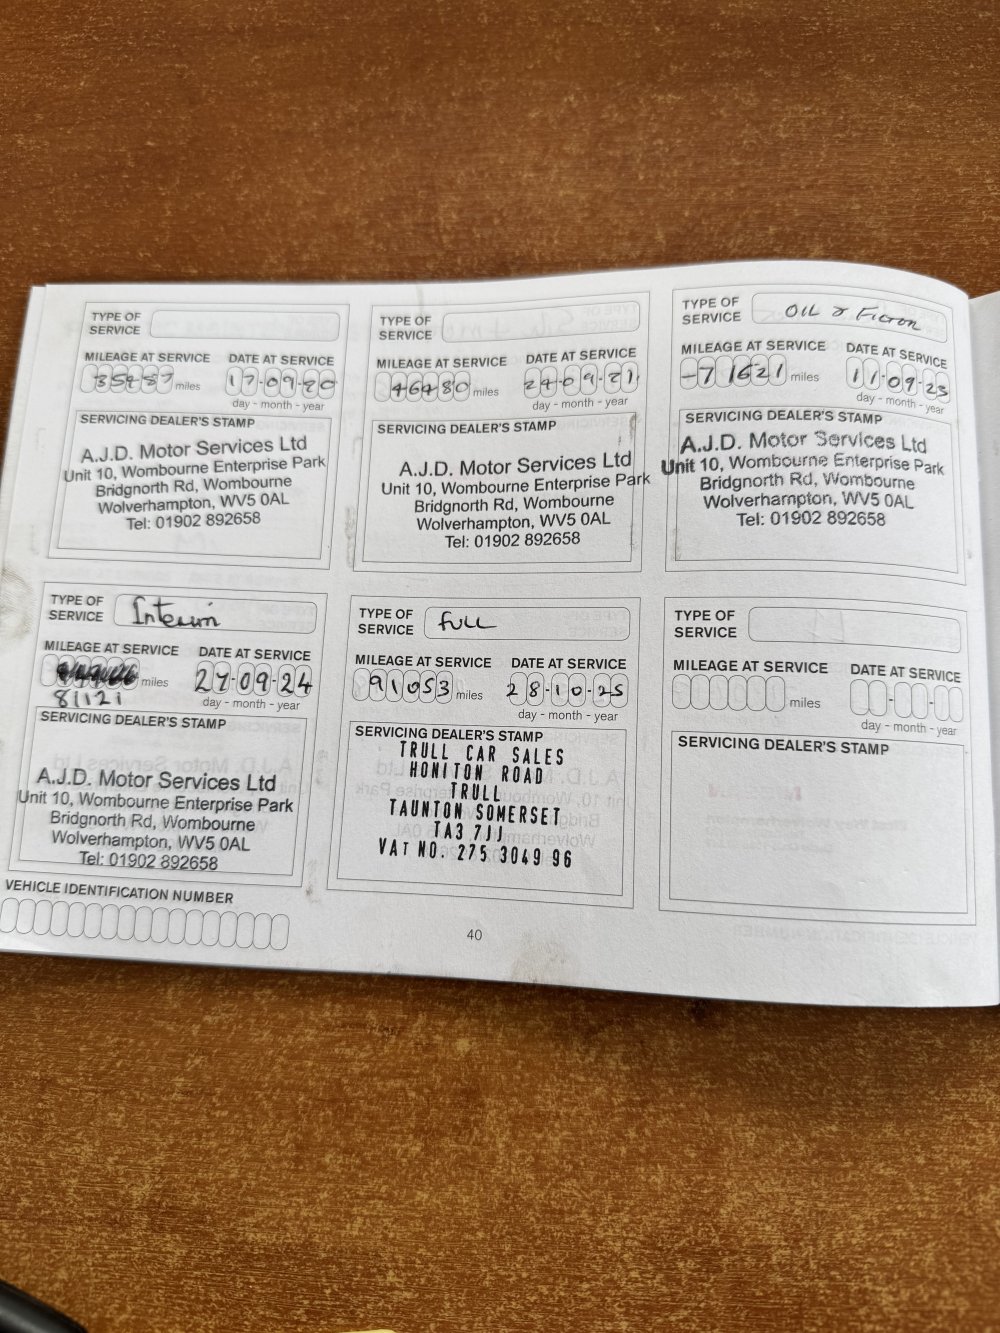 TYPE OF
SERVICE
MILEAGE AT SERVICE DATE AT SERVICE
35487 miles 17-09-20
day - month - year
SERVICING DEALER'S STAMP
A.J.D. Motor Services Ltd
Unit 10, Wombourne Enterprise Park
Bridgnorth Rd, Wombourne
Wolverhampton, WV5 0AL
Tel: 01902 892658
TYPE OF
SERVICE
MILEAGE AT SERVICE DATE AT SERVICE
46480 miles 24-09-21
day - month - year
SERVICING DEALER'S STAMP
A.J.D. Motor Services Ltd
Unit 10, Wombourne Enterprise Park
Bridgnorth Rd, Wombourne
Wolverhampton, WV5 0AL
Tel: 01902 892658
TYPE OF
SERVICE OIL &
MILEAGE AT SERVICE DATE AT SERVICE
71621 miles 11-09-23
day - month - year
SERVICING DEALER'S STAMP
A.J.D. Motor Services Ltd
Unit 10, Wombourne Enterprise Park
Bridgnorth Rd, Wombourne
Wolverhampton, WV5 0AL
Tel: 01902 892658
TYPE OF
SERVICE Interim
MILEAGE AT SERVICE DATE AT SERVICE
miles 27-09-24
81121 day - month - year
SERVICING DEALER'S STAMP
A.J.D. Motor Services Ltd
Unit 10, Wombourne Enterprise Park
Bridgnorth Rd, Wombourne
Wolverhampton, WV5 0AL
Tel: 01902 892658
TYPE OF
SERVICE FULL
MILEAGE AT SERVICE DATE AT SERVICE
91053 miles 28-10-25
day - month - year
SERVICING DEALER'S STAMP
TRULL CAR SALES
HONITON ROAD
TRULL
TAUNTON SOMERSET
TA3 7JJ
VAT NO. 275 3049 96
TYPE OF
SERVICE
MILEAGE AT SERVICE DATE AT SERVICE
miles - -
day - month - year
SERVICING DEALER'S STAMP
VEHICLE IDENTIFICATION NUMBER
40